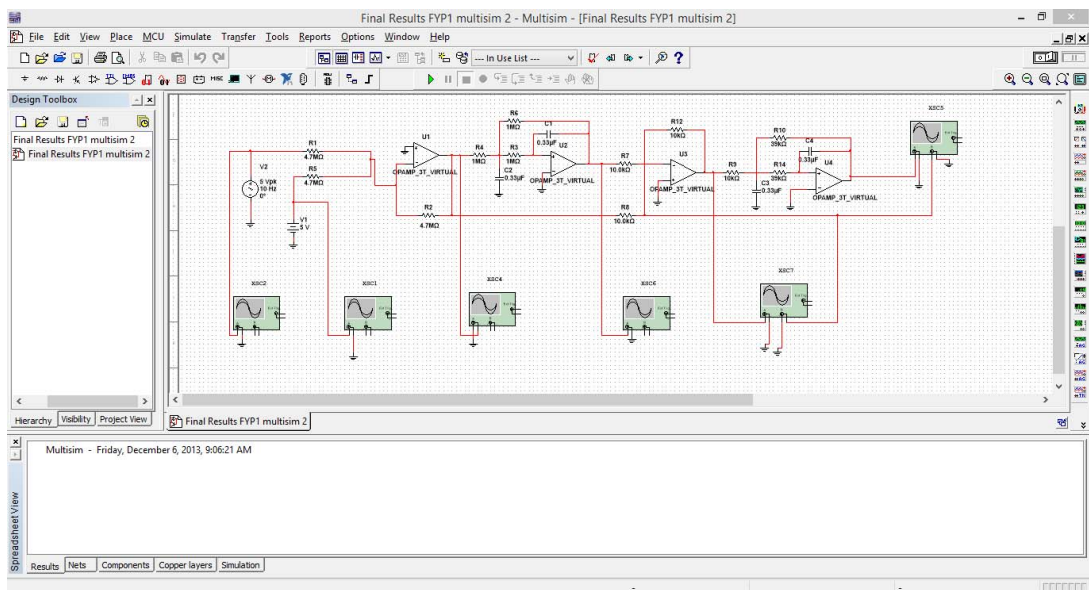 Final Results FYP1 multisim 2 - Multisim - [Final Results FYP1 multisim 2]
File Edit View Place MCU Simulate Transfer Tools Reports Options Window Help
--- In Use List ---
Design Toolbox
Final Results FYP1 multisim 2
Final Results FYP1 multisim 2
Hierarchy Visibility Project View
R1
4.7MΩ
R5
4.7MΩ
V2
5 Vpk
10 Hz
0°
V1
5 V
U1
OPAMP_3T_VIRTUAL
R2
4.7MΩ
R6
1MΩ
R4
1MΩ
R3
1MΩ
C1
0.33µF
C2
0.33µF
U2
OPAMP_3T_VIRTUAL
R7
10.0kΩ
R8
10.0kΩ
R12
10kΩ
U3
OPAMP_3T_VIRTUAL
R9
10kΩ
R10
39kΩ
R14
39kΩ
C4
0.33µF
C3
0.33µF
U4
OPAMP_3T_VIRTUAL
XSC5
XSC2
XSC1
XSC4
XSC6
XSC7
Final Results FYP1 multisim 2
Multisim - Friday, December 6, 2013, 9:06:21 AM
Spreadsheet View
Results Nets Components Copper layers Simulation